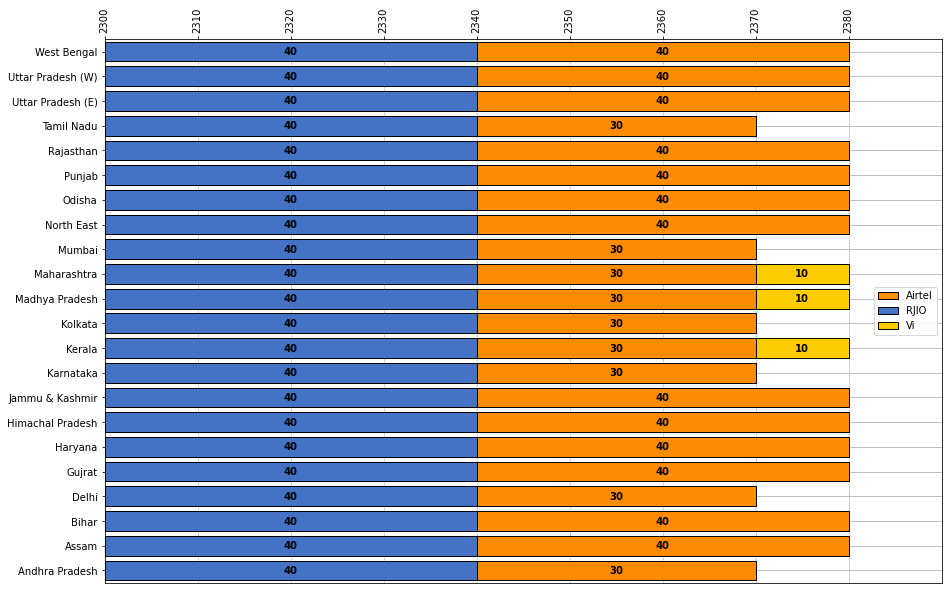 2300 2310 2320 2330 2340 2350 2360 2370 2380
West Bengal 40 40
Uttar Pradesh (W) 40 40
Uttar Pradesh (E) 40 40
Tamil Nadu 40 30
Rajasthan 40 40
Punjab 40 40
Odisha 40 40
North East 40 40
Mumbai 40 30
Maharashtra 40 30 10
Madhya Pradesh 40 30 10
Kolkata 40 30
Kerala 40 30 10
Karnataka 40 30
Jammu & Kashmir 40 40
Himachal Pradesh 40 40
Haryana 40 40
Gujrat 40 40
Delhi 40 30
Bihar 40 40
Assam 40 40
Andhra Pradesh 40 30
Airtel
RJIO
Vi